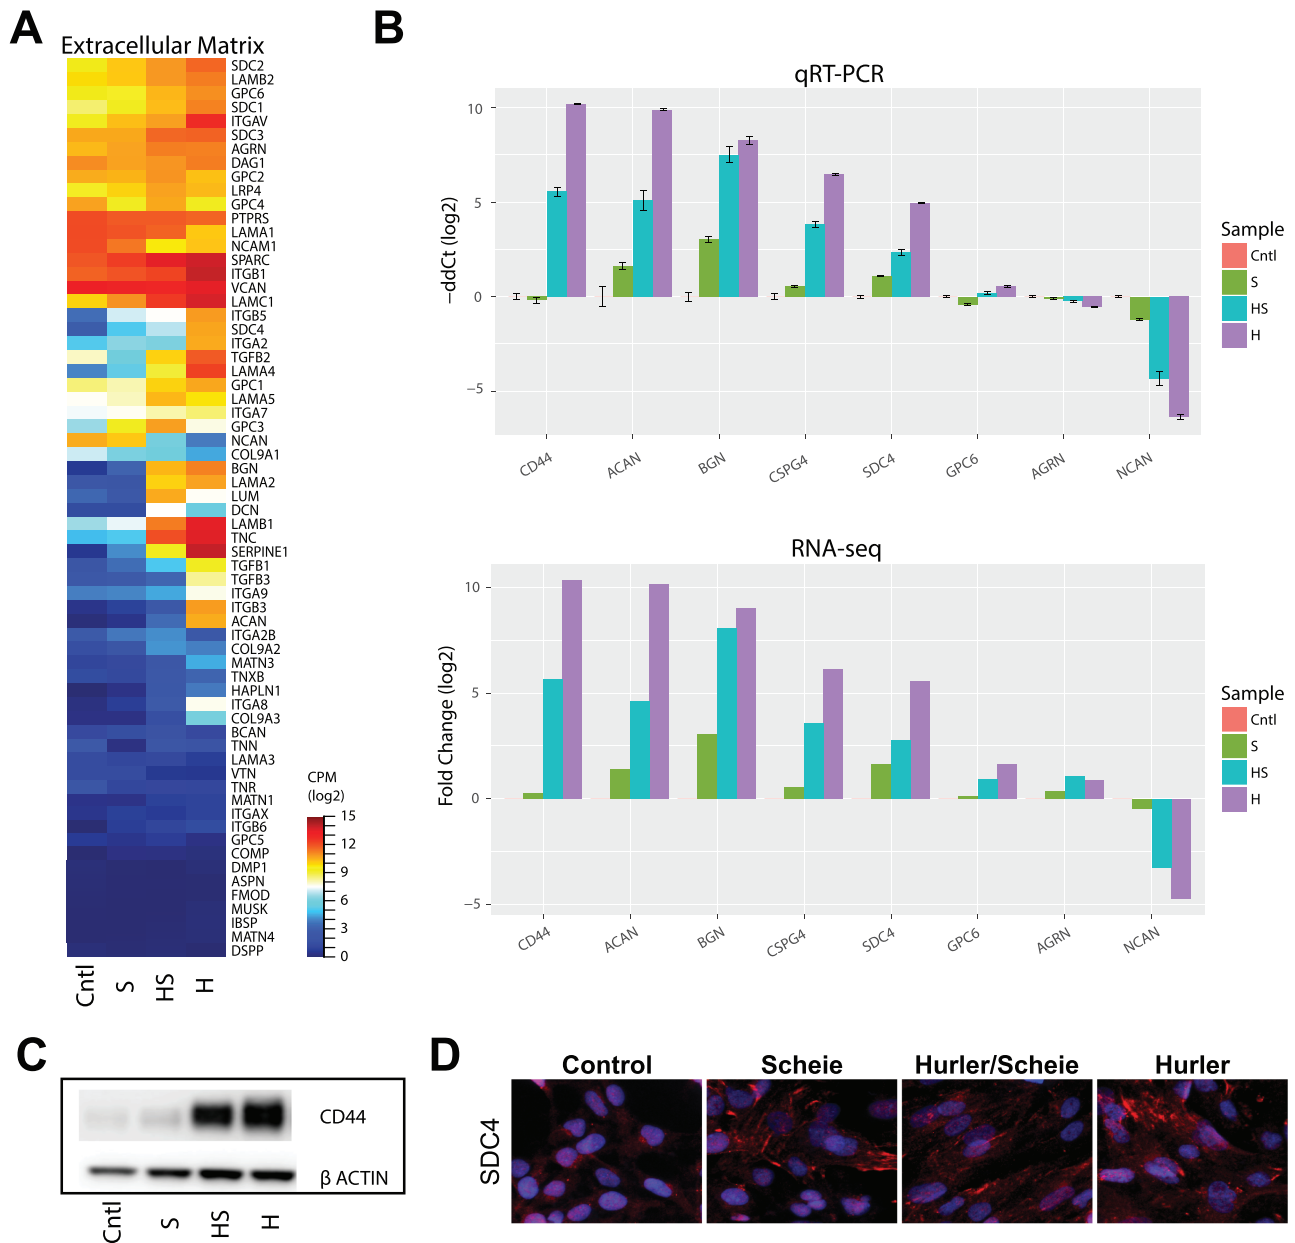 A
Extracellular Matrix
SDC2
LAMB2
GPC6
SDC1
ITGAV
SDC3
AGRN
DAG1
GPC2
LRP4
GPC4
PTPRS
LAMA1
NCAM1
SPARC
ITGB1
VCAN
LAMC1
ITGB5
SDC4
ITGA2
TGFB2
LAMA4
GPC1
LAMA5
ITGA7
GPC3
NCAN
COL9A1
BGN
LAMA2
LUM
DCN
LAMB1
TNC
SERPINE1
TGFB1
TGFB3
ITGA9
ITGB3
ACAN
ITGA2B
COL9A2
MATN3
TNXB
HAPLN1
ITGA8
COL9A3
BCAN
TNN
LAMA3
VTN
TNR
MATN1
ITGAX
ITGB6
GPC5
COMP
DMP1
ASPN
FMOD
MUSK
IBSP
MATN4
DSPP
Cntl S HS H
CPM
(log2)
15
12
9
6
3
0
B
qRT-PCR
−ddCt (log2)
10
5
0
−5
CD44 ACAN BGN CSPG4 SDC4 GPC6 AGRN NCAN
Sample
Cntl
S
HS
H
RNA-seq
Fold Change (log2)
10
5
0
−5
CD44 ACAN BGN CSPG4 SDC4 GPC6 AGRN NCAN
Sample
Cntl
S
HS
H
C
CD44
β ACTIN
Cntl S HS H
D
Control Scheie Hurler/Scheie Hurler
SDC4